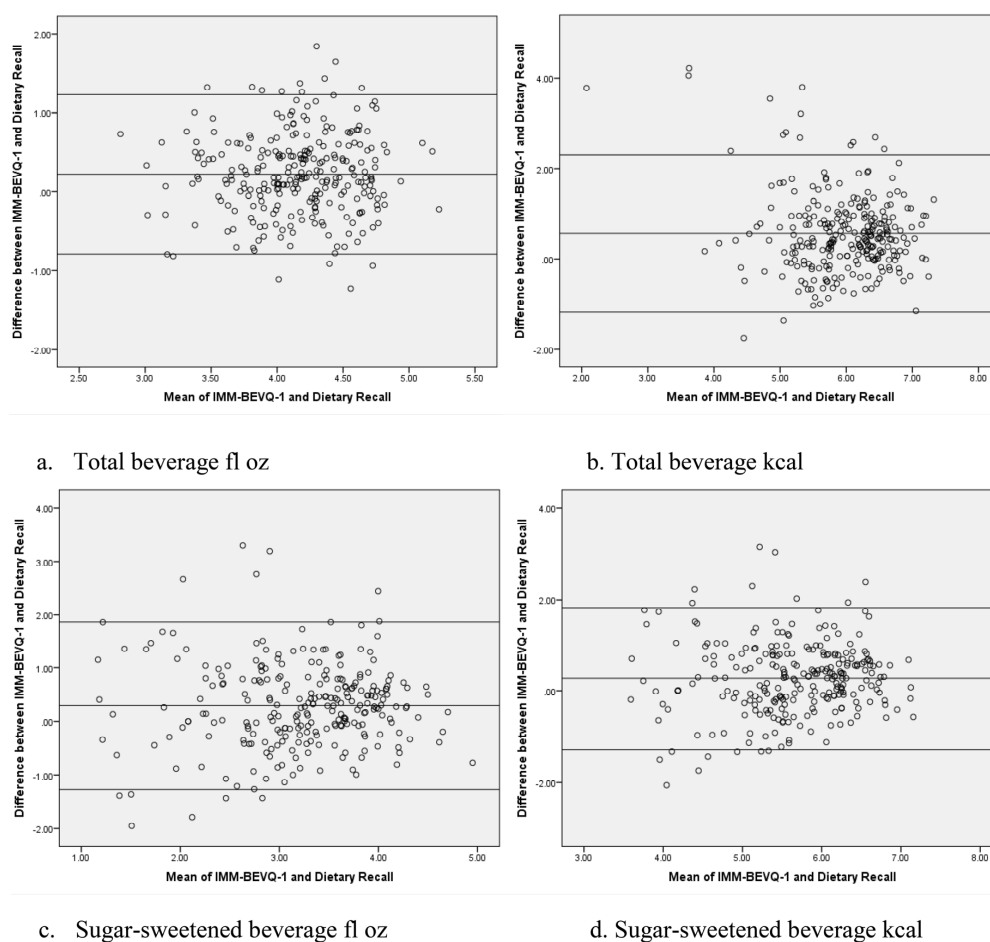 Difference between IMM-BEVQ-1 and Dietary Recall
2.00
1.00
.00
-1.00
-2.00
2.50 3.00 3.50 4.00 4.50 5.00 5.50
Mean of IMM-BEVQ-1 and Dietary Recall
a. Total beverage fl oz
Difference between IMM-BEVQ-1 and Dietary Recall
4.00
2.00
.00
-2.00
2.00 3.00 4.00 5.00 6.00 7.00 8.00
Mean of IMM-BEVQ-1 and Dietary Recall
b. Total beverage kcal
Difference between IMM-BEVQ-1 and Dietary Recall
4.00
3.00
2.00
1.00
.00
-1.00
-2.00
1.00 2.00 3.00 4.00 5.00
Mean of IMM-BEVQ-1 and Dietary Recall
c. Sugar-sweetened beverage fl oz
Difference between IMM-BEVQ-1 and Dietary Recall
4.00
2.00
.00
-2.00
3.00 4.00 5.00 6.00 7.00 8.00
Mean of IMM-BEVQ-1 and Dietary Recall
d. Sugar-sweetened beverage kcal